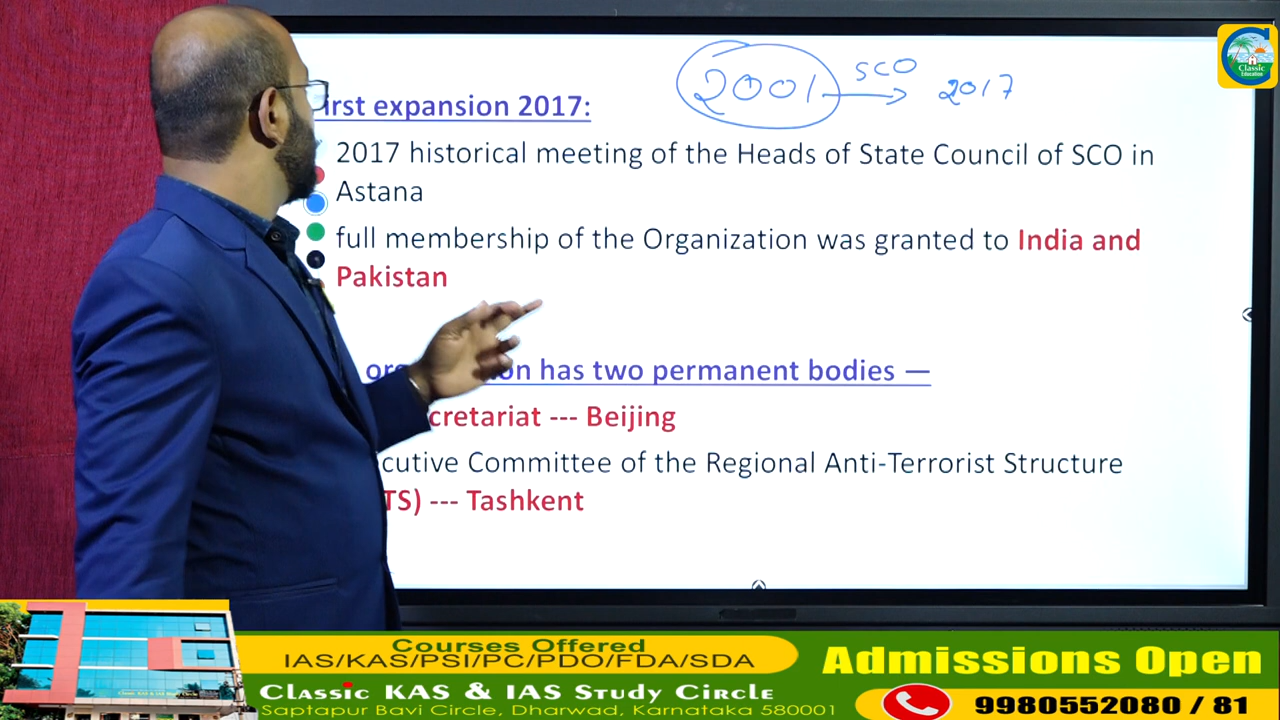 2001 SCO 2017
Classic
Education
irst expansion 2017:
2017 historical meeting of the Heads of State Council of SCO in
Astana
full membership of the Organization was granted to India and
Pakistan
organization has two permanent bodies —
cretariat --- Beijing
cutive Committee of the Regional Anti-Terrorist Structure
TS) --- Tashkent
Courses Offered
IAS/KAS/PSI/PC/PDO/FDA/SDA
Classic KAS & IAS Study Circle
Saptapur Bavi Circle, Dharwad, Karnataka 580001
Admissions Open
9980552080 / 81